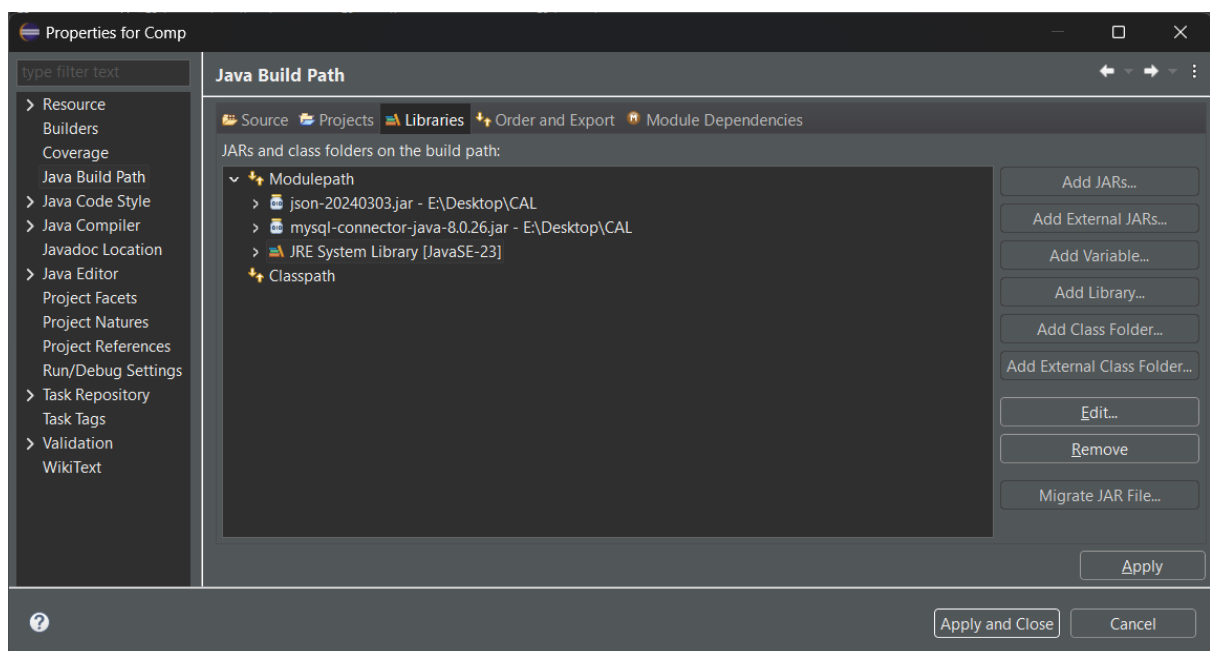 Properties for Comp
type filter text
Resource
Builders
Coverage
Java Build Path
Java Code Style
Java Compiler
Javadoc Location
Java Editor
Project Facets
Project Natures
Project References
Run/Debug Settings
Task Repository
Task Tags
Validation
WikiText
Java Build Path
Source Projects Libraries Order and Export Module Dependencies
JARs and class folders on the build path:
Modulepath
json-20240303.jar - E:\Desktop\CAL
mysql-connector-java-8.0.26.jar - E:\Desktop\CAL
JRE System Library [JavaSE-23]
Classpath
Add JARs...
Add External JARs...
Add Variable...
Add Library...
Add Class Folder...
Add External Class Folder...
Edit...
Remove
Migrate JAR File...
Apply
Apply and Close Cancel